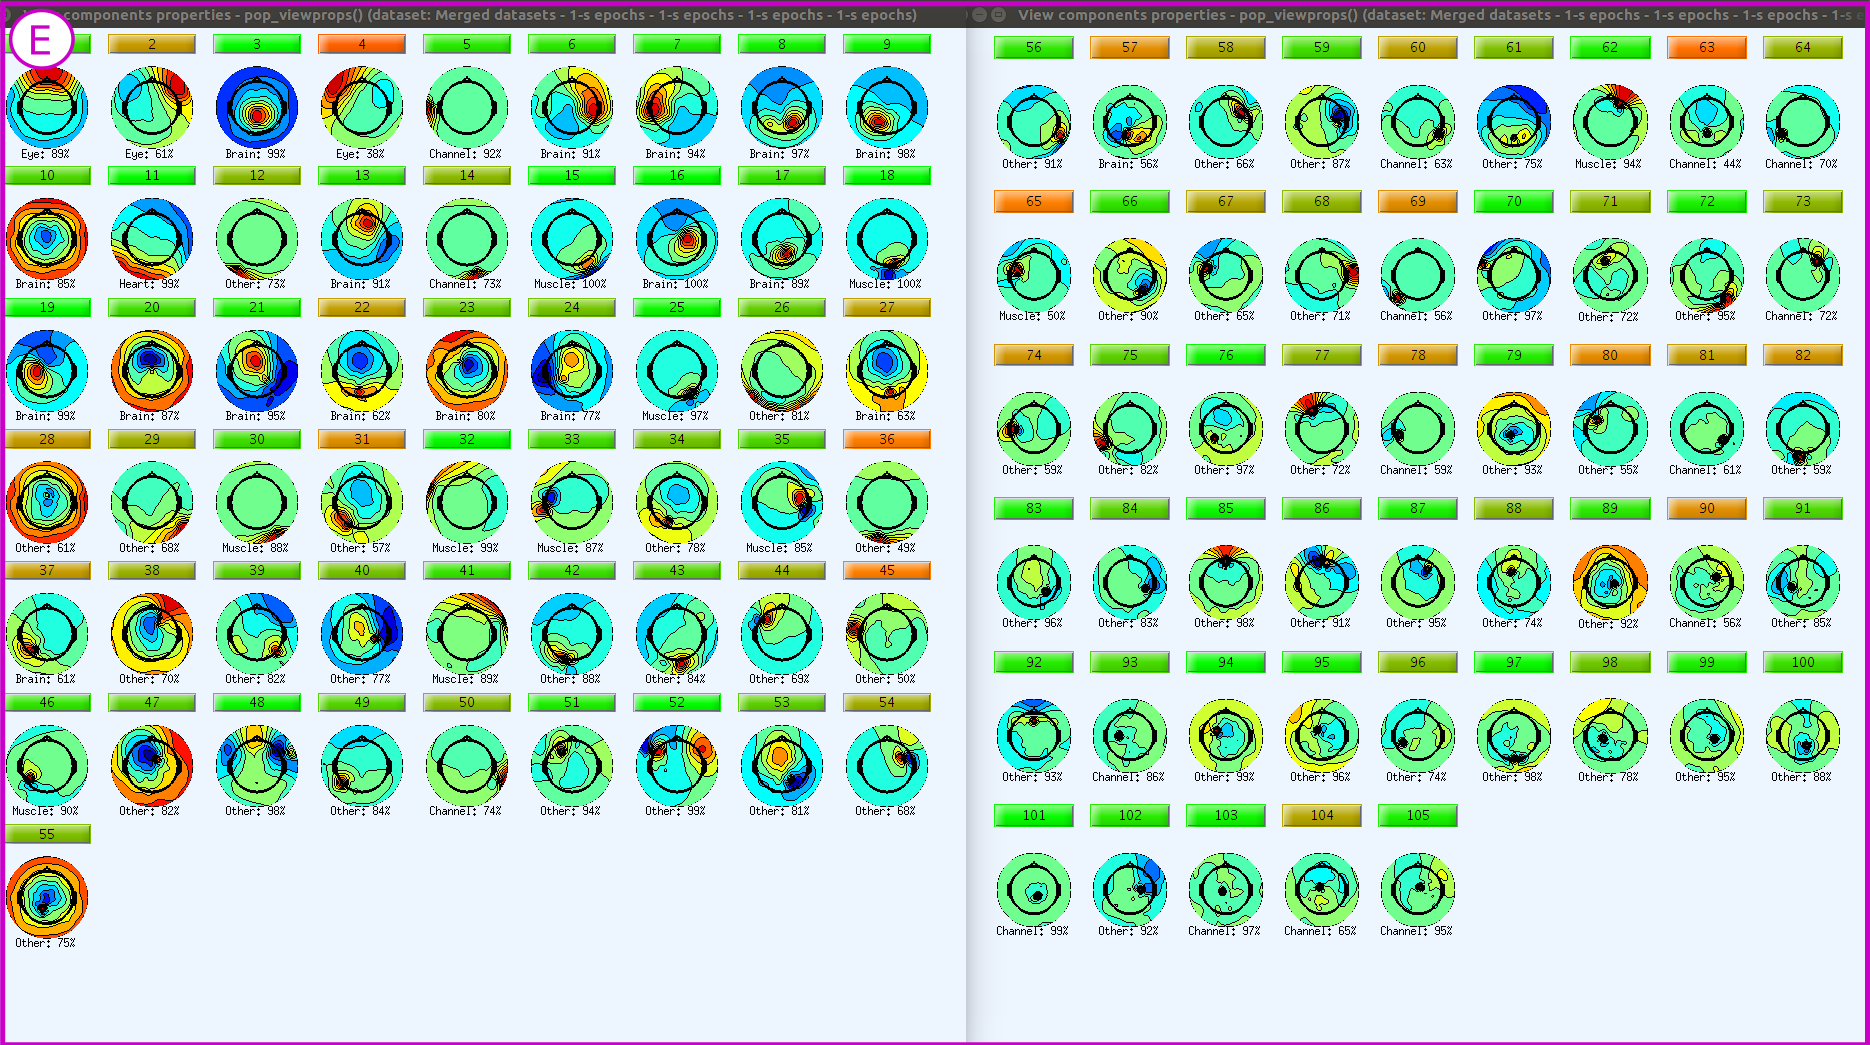 E
components properties - pop_viewprops() (dataset: Merged datasets - 1-s epochs - 1-s epochs - 1-s epochs - 1-s epochs)
2 3 4 5 6 7 8 9
Eye: 89% Eye: 61% Brain: 99% Eye: 38% Channel: 92% Brain: 91% Brain: 94% Brain: 97% Brain: 98%
10 11 12 13 14 15 16 17 18
Brain: 85% Heart: 99% Other: 73% Brain: 91% Channel: 73% Muscle: 100% Brain: 100% Brain: 89% Muscle: 100%
19 20 21 22 23 24 25 26 27
Brain: 99% Brain: 87% Brain: 95% Brain: 62% Brain: 80% Brain: 77% Muscle: 97% Other: 81% Brain: 63%
28 29 30 31 32 33 34 35 36
Other: 61% Other: 68% Muscle: 88% Other: 57% Muscle: 99% Muscle: 87% Other: 78% Muscle: 85% Other: 49%
37 38 39 40 41 42 43 44 45
Brain: 61% Other: 70% Other: 82% Other: 77% Muscle: 89% Other: 88% Other: 84% Other: 69% Other: 50%
46 47 48 49 50 51 52 53 54
Muscle: 90% Other: 82% Other: 98% Other: 84% Channel: 74% Other: 94% Other: 99% Other: 81% Other: 68%
55
Other: 75%
View components properties - pop_viewprops() (dataset: Merged datasets - 1-s epochs - 1-s epochs - 1-s epochs - 1-s e
56 57 58 59 60 61 62 63 64
Other: 91% Brain: 56% Other: 66% Other: 87% Channel: 63% Other: 75% Muscle: 94% Channel: 44% Channel: 70%
65 66 67 68 69 70 71 72 73
Muscle: 50% Other: 90% Other: 65% Other: 71% Channel: 56% Other: 97% Other: 72% Other: 95% Channel: 72%
74 75 76 77 78 79 80 81 82
Other: 59% Other: 82% Other: 97% Other: 72% Channel: 59% Other: 93% Other: 55% Channel: 61% Other: 59%
83 84 85 86 87 88 89 90 91
Other: 96% Other: 83% Other: 98% Other: 91% Other: 95% Other: 74% Other: 92% Channel: 56% Other: 85%
92 93 94 95 96 97 98 99 100
Other: 93% Channel: 86% Other: 99% Other: 96% Other: 74% Other: 98% Other: 78% Other: 95% Other: 88%
101 102 103 104 105
Channel: 99% Other: 92% Channel: 97% Channel: 65% Channel: 95%